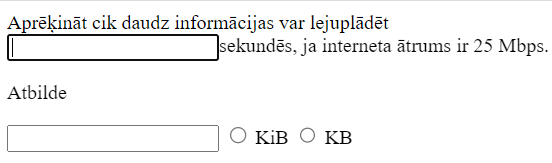 Aprēķināt cik daudz informācijas var lejuplādēt
sekundēs, ja interneta ātrums ir 25 Mbps.
Atbilde
KiB KB